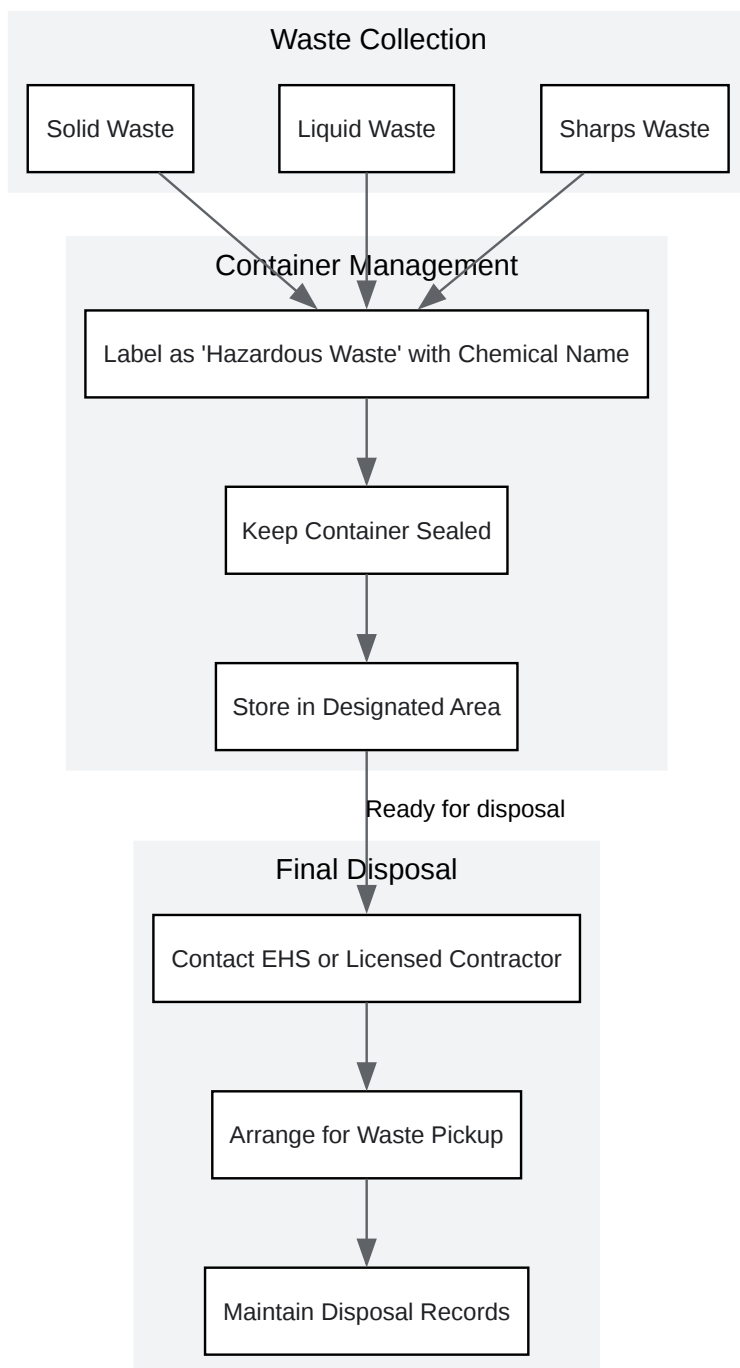 Waste Collection
Solid Waste
Liquid Waste
Sharps Waste
Container Management
Label as 'Hazardous Waste' with Chemical Name
Keep Container Sealed
Store in Designated Area
Ready for disposal
Final Disposal
Contact EHS or Licensed Contractor
Arrange for Waste Pickup
Maintain Disposal Records